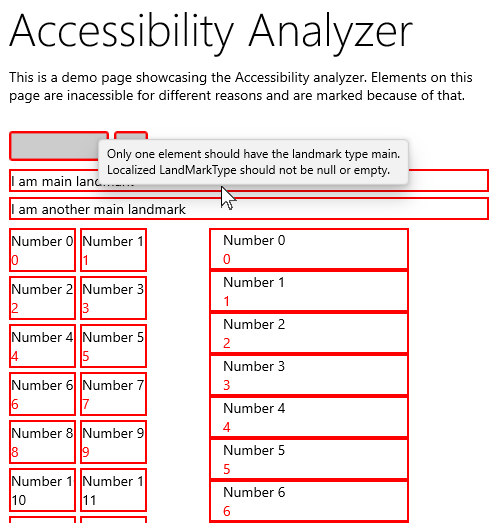 Accessibility Analyzer
This is a demo page showcasing the Accessibility analyzer. Elements on this
page are inacessible for different reasons and are marked because of that.
Only one element should have the landmark type main.
Localized LandMarkType should not be null or empty.
I am main landmark
I am another main landmark
Number 0 Number 1
0 1
Number 2 Number 3
2 3
Number 4 Number 5
4 5
Number 6 Number 7
6 7
Number 8 Number 9
8 9
Number 1 Number 1
10 11
Number 0
0
Number 1
1
Number 2
2
Number 3
3
Number 4
4
Number 5
5
Number 6
6